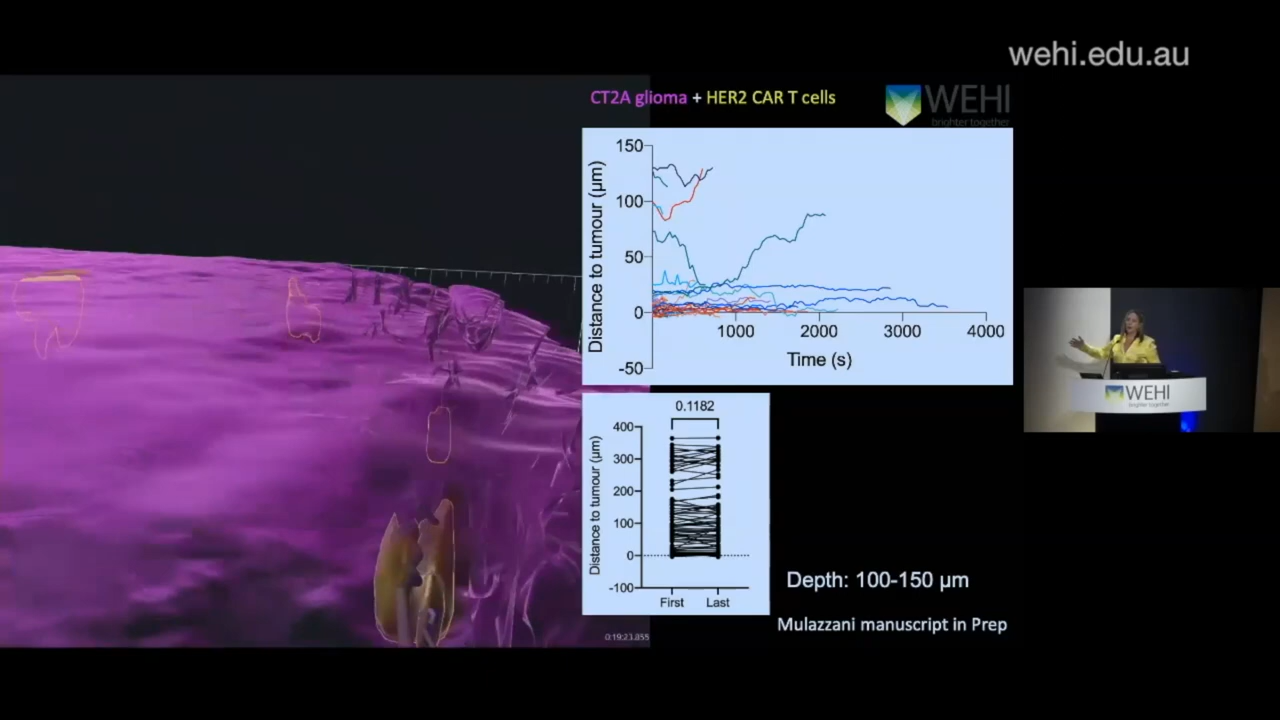 wehi.edu.au
CT2A glioma + HER2 CAR T cells
WEHI
brighter together
Distance to tumour (µm)
150
100
50
0
-50
1000
2000
3000
4000
Time (s)
0.1182
Distance to tumour (µm)
400
300
200
100
0
-100
First
Last
Depth: 100-150 µm
Mulazzani manuscript in Prep
0:19:23.855
WEHI
brighter together